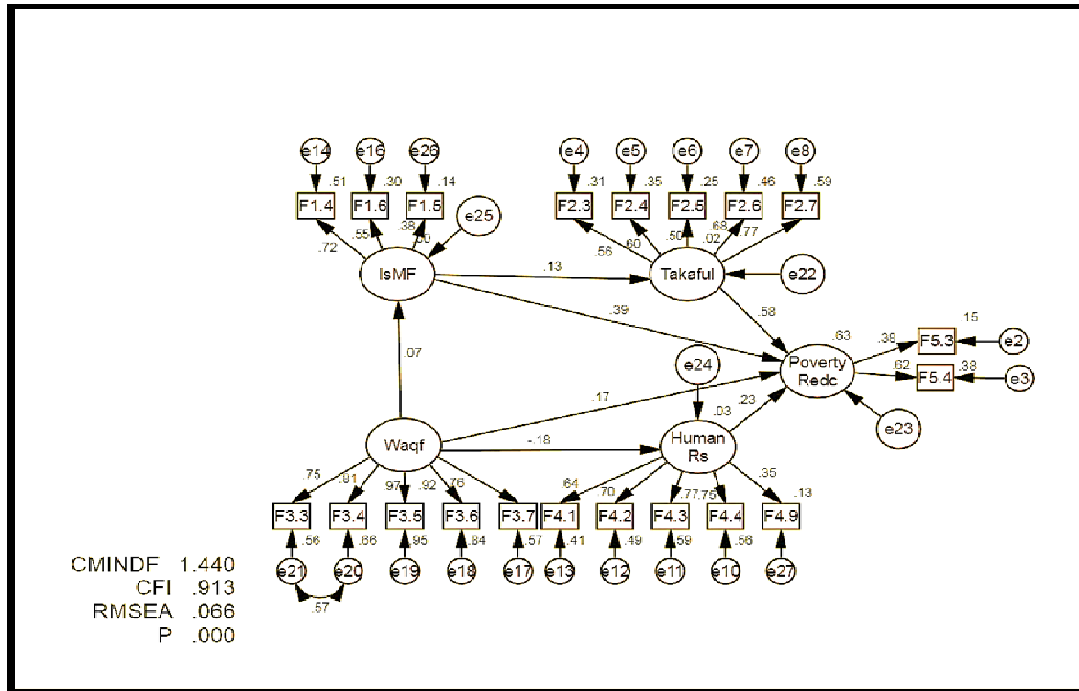 e14 e16 e26 e4 e5 e6 e7 e8
.51 .30 .14 .31 .35 .25 .46 .59
F1.4 F1.6 F1.5 e25 F2.3 F2.4 F2.5 F2.6 F2.7
.72 .55 .38 .00 .56 .60 .50 .02 .68 .77
IsMF .13 Takaful e22
.39 .58
.63 .38 F5.3 .15 e2
.07 e24 Poverty
Redc .62 F5.4 .38 e3
.17 .03 .23 e23
Waqf -.18 Human
Rs
.75 .81 .97 .92 .76 .64 .70 .77 .75 .35
F3.3 F3.4 F3.5 F3.6 F3.7 F4.1 F4.2 F4.3 F4.4 F4.9 .13
.56 .66 .95 .84 .57 .41 .49 .59 .56
e21 e20 e19 e18 e17 e13 e12 e11 e10 e27
.57
CMINDF 1.440
CFI .913
RMSEA .066
P .000